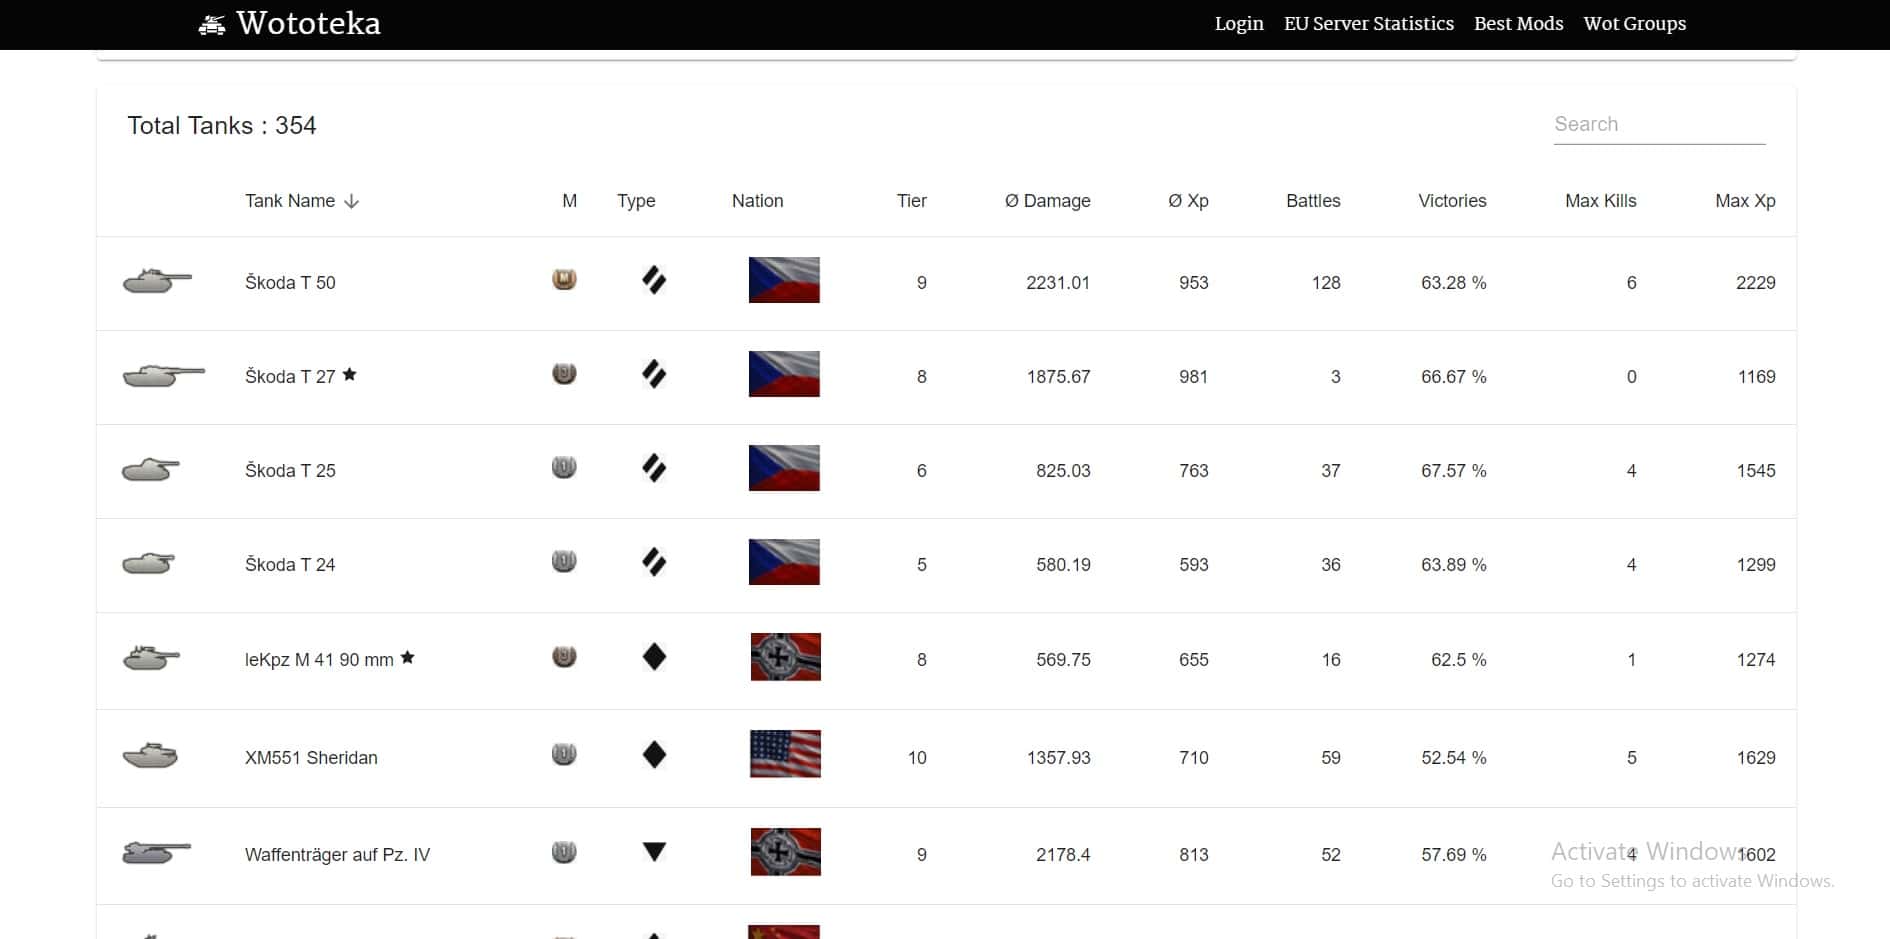 Wototeka Login EU Server Statistics Best Mods Wot Groups
Total Tanks : 354 Search
Tank Name M Type Nation Tier Ø Damage Ø Xp Battles Victories Max Kills Max Xp
Škoda T 50 M 9 2231.01 953 128 63.28 % 6 2229
Škoda T 27 3 8 1875.67 981 3 66.67 % 0 1169
Škoda T 25 1 6 825.03 763 37 67.57 % 4 1545
Škoda T 24 1 5 580.19 593 36 63.89 % 4 1299
leKpz M 41 90 mm 3 8 569.75 655 16 62.5 % 1 1274
XM551 Sheridan 1 10 1357.93 710 59 52.54 % 5 1629
Waffenträger auf Pz. IV 1 9 2178.4 813 52 57.69 % 4 1602
Activate Windows
Go to Settings to activate Windows.